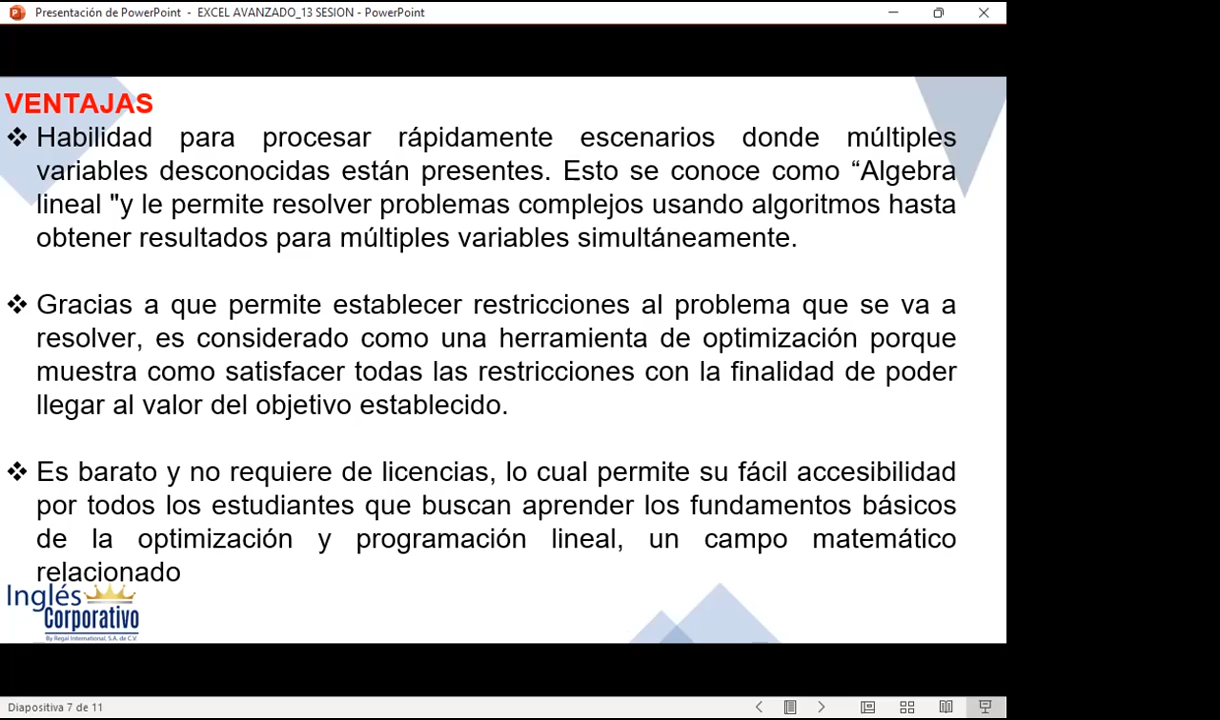 Presentación de PowerPoint - EXCEL AVANZADO_13 SESION - PowerPoint
VENTAJAS
❖ Habilidad para procesar rápidamente escenarios donde múltiples
variables desconocidas están presentes. Esto se conoce como “Algebra
lineal "y le permite resolver problemas complejos usando algoritmos hasta
obtener resultados para múltiples variables simultáneamente.
❖ Gracias a que permite establecer restricciones al problema que se va a
resolver, es considerado como una herramienta de optimización porque
muestra como satisfacer todas las restricciones con la finalidad de poder
llegar al valor del objetivo establecido.
❖ Es barato y no requiere de licencias, lo cual permite su fácil accesibilidad
por todos los estudiantes que buscan aprender los fundamentos básicos
de la optimización y programación lineal, un campo matemático
relacionado
Inglés
Corporativo
By Regal International, S.A. de C.V.
Diapositiva 7 de 11